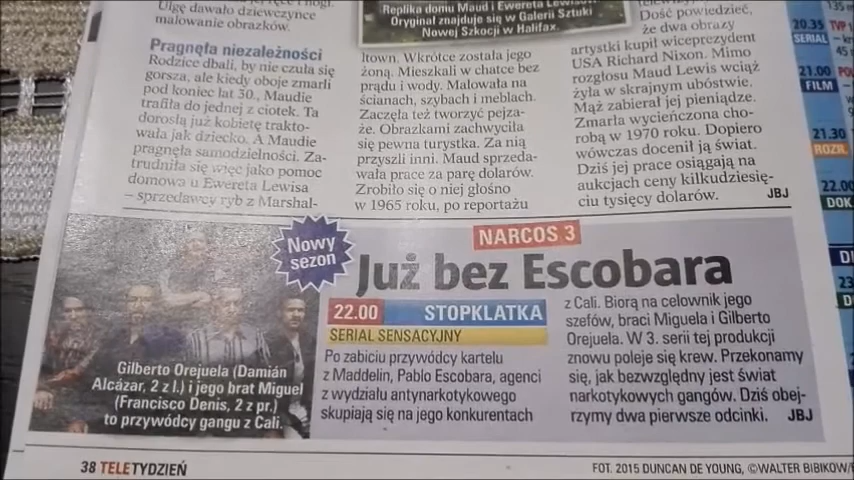 Ulgę dawało dziewczynce
malowanie obrazków.
Pragnęła niezależności
Rodzice dbali, by nie czuła się
gorsza, ale kiedy oboje zmarli
pod koniec lat 30., Maudie
trafiła do jednej z ciotek. Ta
dorosłą już kobietę trakto-
wała jak dziecko. A Maudie
pragnęła samodzielności. Za-
trudniła się więc jako pomoc
domowa u Ewereta Lewisa
– sprzedawcy ryb z Marshal-
Replika domu Maud i Ewereta Lewisów.
Oryginał znajduje się w Galerii Sztuki
Nowej Szkocji w Halifax.
ltown. Wkrótce została jego
żoną. Mieszkali w chatce bez
prądu i wody. Malowała na
ścianach, szybach i meblach.
Zaczęła też tworzyć pejza-
że. Obrazkami zachwyciła
się pewna turystka. Za nią
przyszli inni. Maud sprzeda-
wała prace za parę dolarów.
Zrobiło się o niej głośno
w 1965 roku, po reportażu
Dość powiedzieć,
że dwa obrazy
artystki kupił wiceprezydent
USA Richard Nixon. Mimo
rozgłosu Maud Lewis wciąż
żyła w skrajnym ubóstwie.
Mąż zabierał jej pieniądze.
Zmarła wycieńczona cho-
robą w 1970 roku. Dopiero
wówczas docenił ją świat.
Dziś jej prace osiągają na
aukcjach ceny kilkudziesię-
ciu tysięcy dolarów.
JBJ
Nowy
sezon
NARCOS 3
Już bez Escobara
22.00 STOPKLATKA
SERIAL SENSACYJNY
Po zabiciu przywódcy kartelu
z Maddelin, Pablo Escobara, agenci
z wydziału antynarkotykowego
skupiają się na jego konkurentach
z Cali. Biorą na celownik jego
szefów, braci Miguela i Gilberto
Orejuela. W 3. serii tej produkcji
znowu poleje się krew. Przekonamy
się, jak bezwzględny jest świat
narkotykowych gangów. Dziś obej-
rzymy dwa pierwsze odcinki. JBJ
Gilberto Orejuela (Damián
Alcázar, 2 z l.) i jego brat Miguel
(Francisco Denis, 2 z pr.)
to przywódcy gangu z Cali.
38 TELETYDZIEŃ
FOT. 2015 DUNCAN DE YOUNG, ©WALTER BIBIKOW/
20.35
SERIAL
21.00
FILM
21.30
22.00
DOK